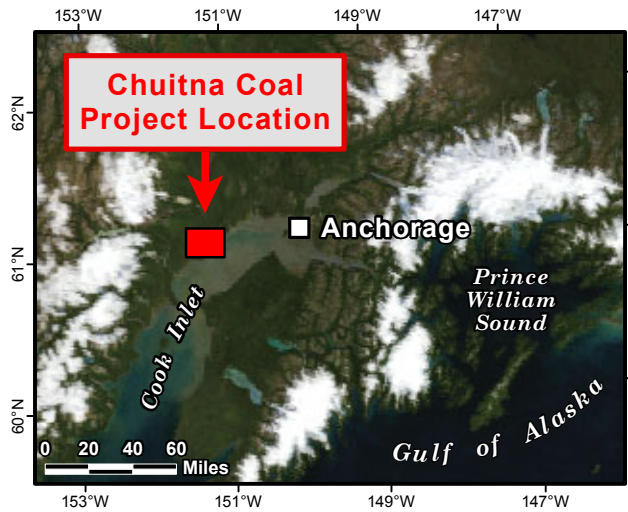 153°W 151°W 149°W 147°W
Chuitna Coal
Project Location
62°N
Anchorage
61°N
Prince
William
Sound
Cook Inlet
60°N
Gulf of Alaska
0 20 40 60
Miles
153°W 151°W 149°W 147°W